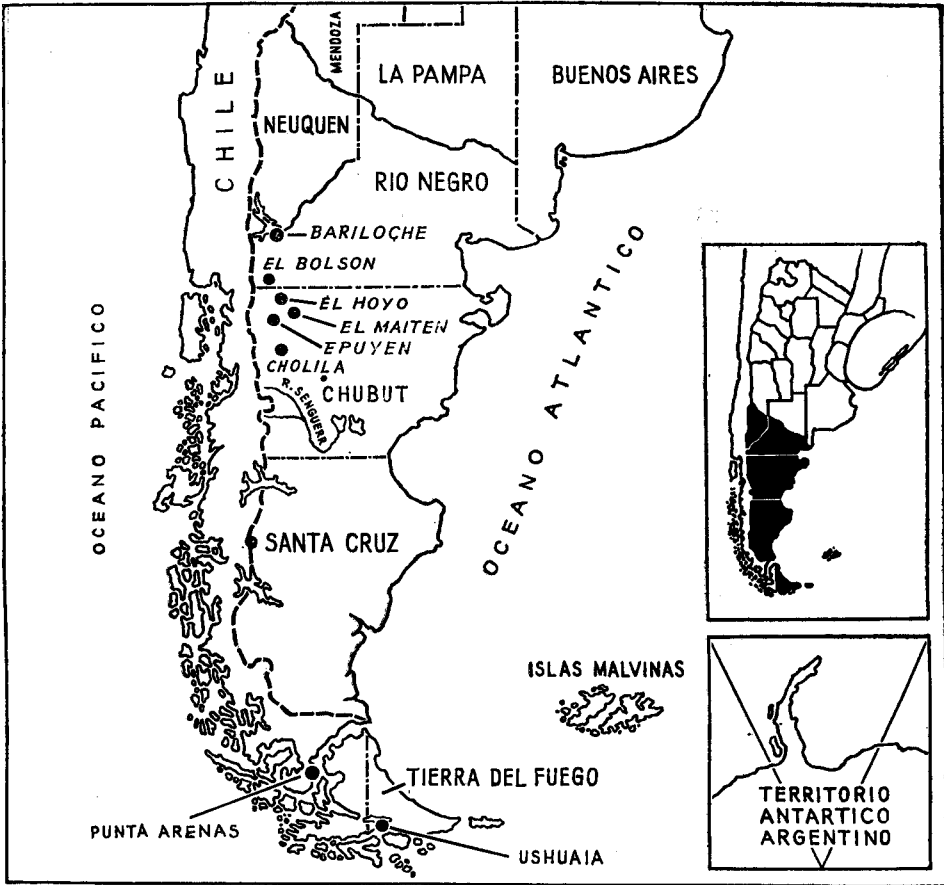 MENDOZA
LA PAMPA
BUENOS AIRES
CHILE
NEUQUEN
RIO NEGRO
BARILOCHE
EL BOLSON
EL HOYO
EL MAITEN
EPUYEN
CHOLILA
CHUBUT
R. SENGUERR
OCEANO PACIFICO
OCEANO ATLANTICO
SANTA CRUZ
ISLAS MALVINAS
TIERRA DEL FUEGO
PUNTA ARENAS
USHUAIA
TERRITORIO
ANTARTICO
ARGENTINO